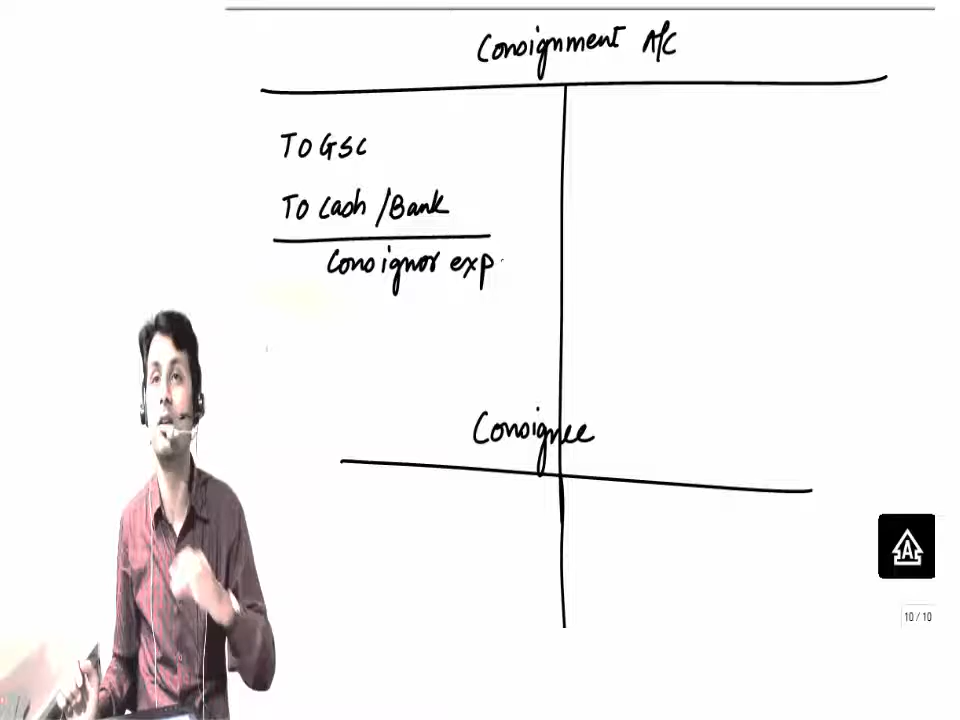 Consignment A/C
To GSC
To Cash / Bank
Consignor exp.
Consignee
A
10 / 10